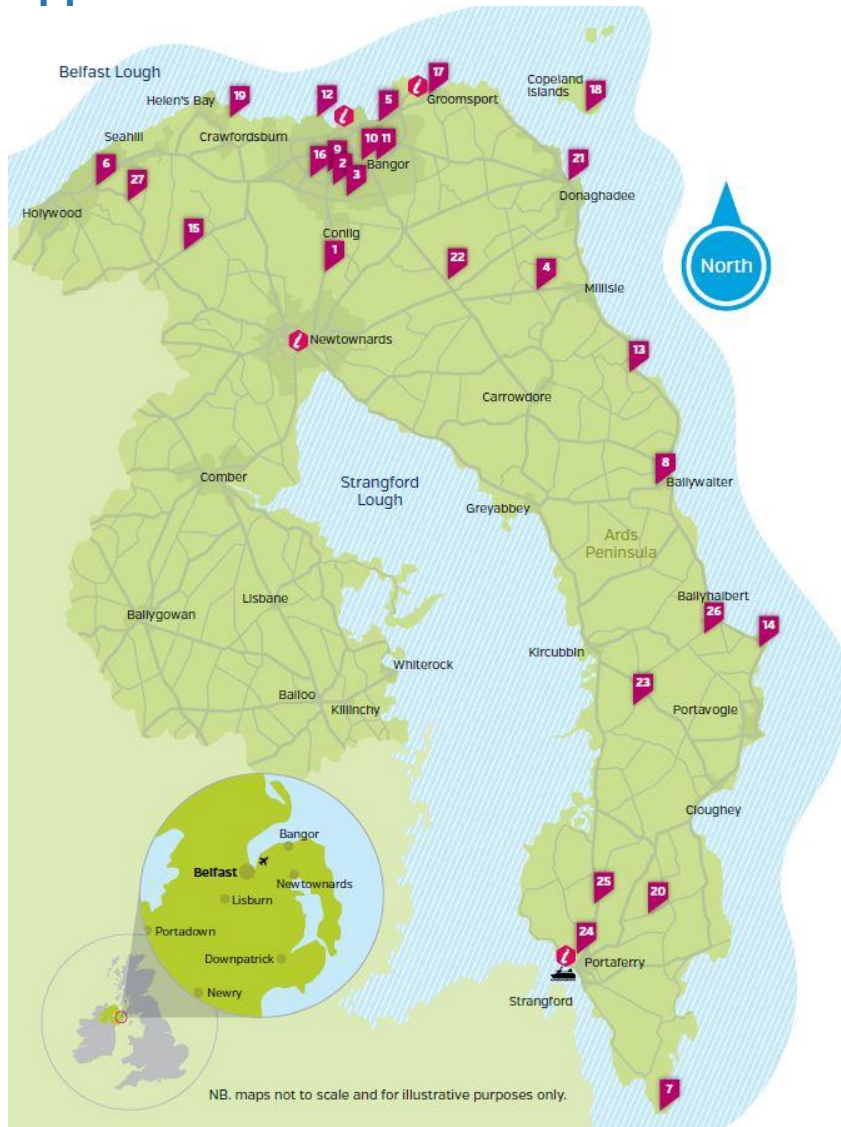 Belfast Lough
Helen's Bay
19
12
5
17
Groomsport
Copeland
Islands
18
Seahill
Crawfordsburn
6
27
16
9
2
3
10
11
Bangor
21
Donaghadee
Holywood
15
Conlig
1
22
4
Millisle
North
Newtownards
13
Carrowdore
Comber
Strangford
Lough
8
Ballywalter
Greyabbey
Ards
Peninsula
Lisbane
Ballygowan
Ballyhalbert
26
14
Kircubbin
Whiterock
23
Balloo
Killinchy
Portavogie
Cloughey
Bangor
Belfast
Newtownards
Lisburn
Portadown
Downpatrick
Newry
25
20
24
Portaferry
Strangford
7
NB. maps not to scale and for illustrative purposes only.